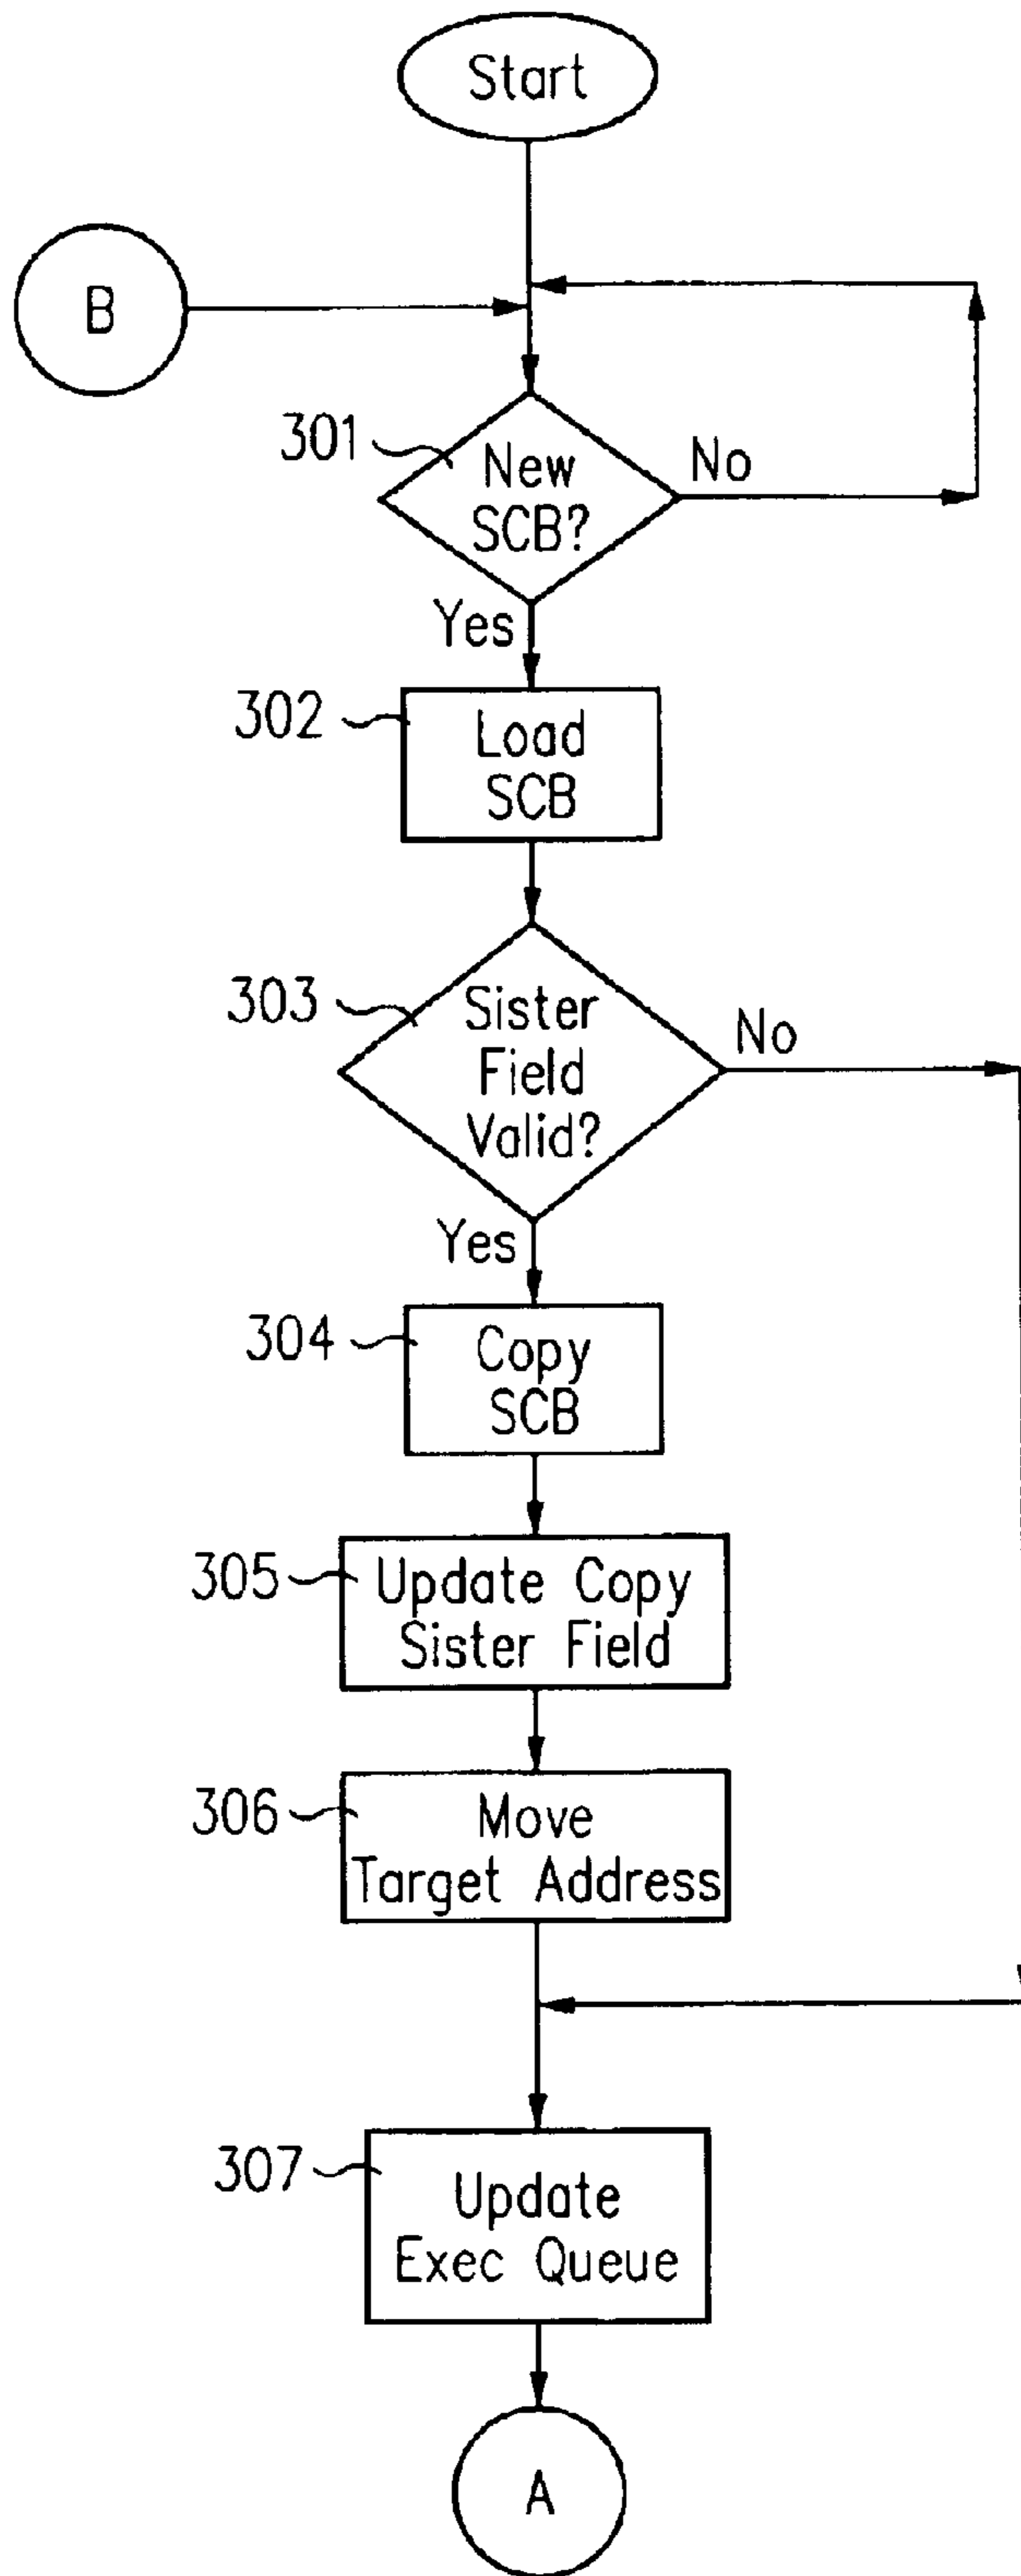 Start
B
301
New
SCB?
No
Yes
302
Load
SCB
303
Sister
Field
Valid?
No
Yes
304
Copy
SCB
305
Update Copy
Sister Field
306
Move
Target Address
307
Update
Exec Queue
A